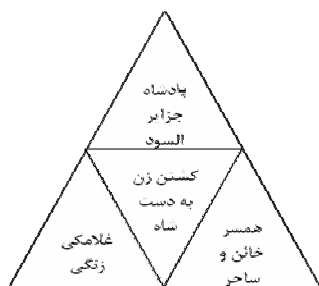 پادشاه
جزایر
السود
کشتن زن
به دست
شاه
همسر
خائن و
ساحر
غلامکی
زنگی